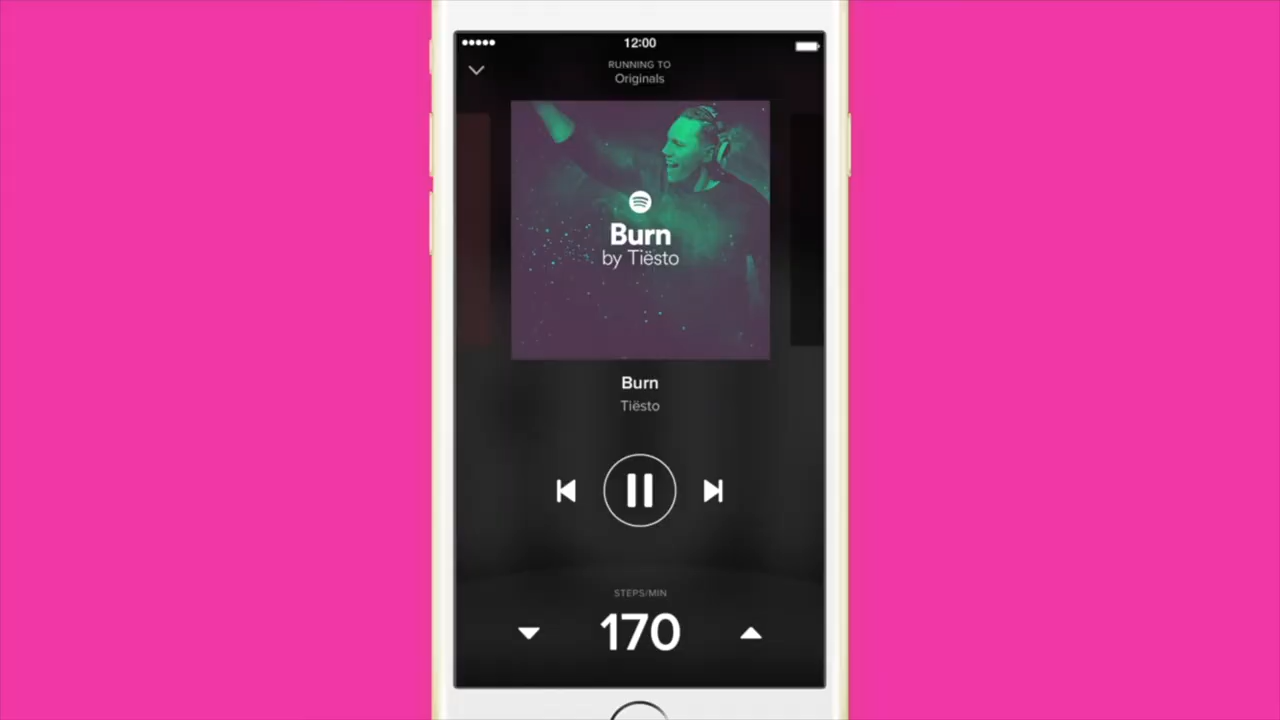 12:00
RUNNING TO
Originals
Burn
by Tiësto
Burn
Tiësto
STEPS/MIN
170